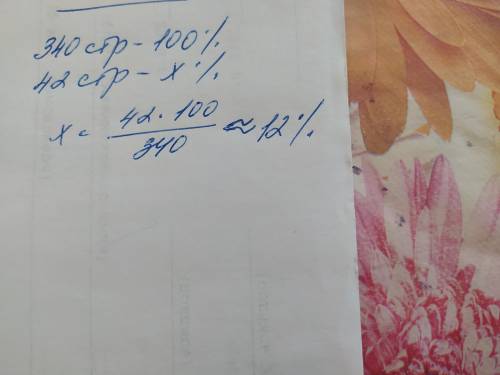 340 стр - 100%
42 стр - x%
x = 42 · 100 / 340 ≈ 12%